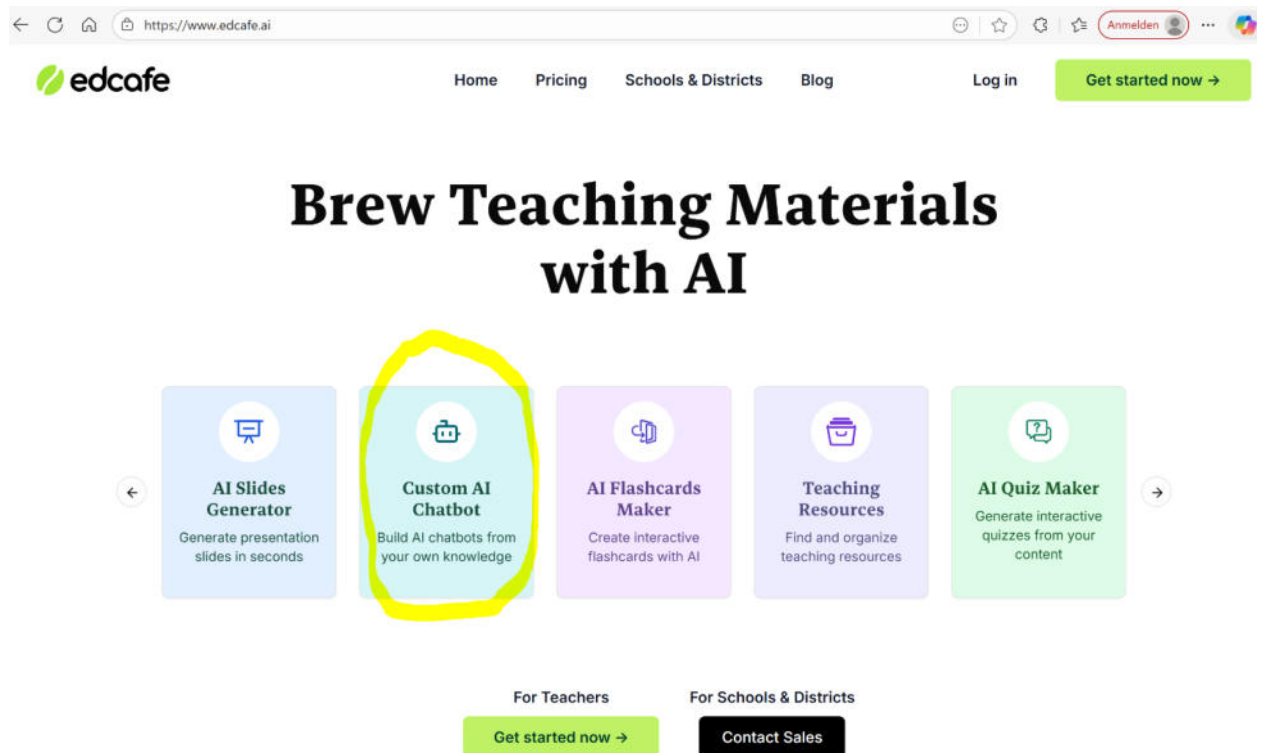 https://www.edcafe.ai
Anmelden
edcafe
Home Pricing Schools & Districts Blog Log in Get started now →
Brew Teaching Materials
with AI
AI Slides
Generator
Generate presentation
slides in seconds
Custom AI
Chatbot
Build AI chatbots from
your own knowledge
AI Flashcards
Maker
Create interactive
flashcards with AI
Teaching
Resources
Find and organize
teaching resources
AI Quiz Maker
Generate interactive
quizzes from your
content
For Teachers
Get started now →
For Schools & Districts
Contact Sales